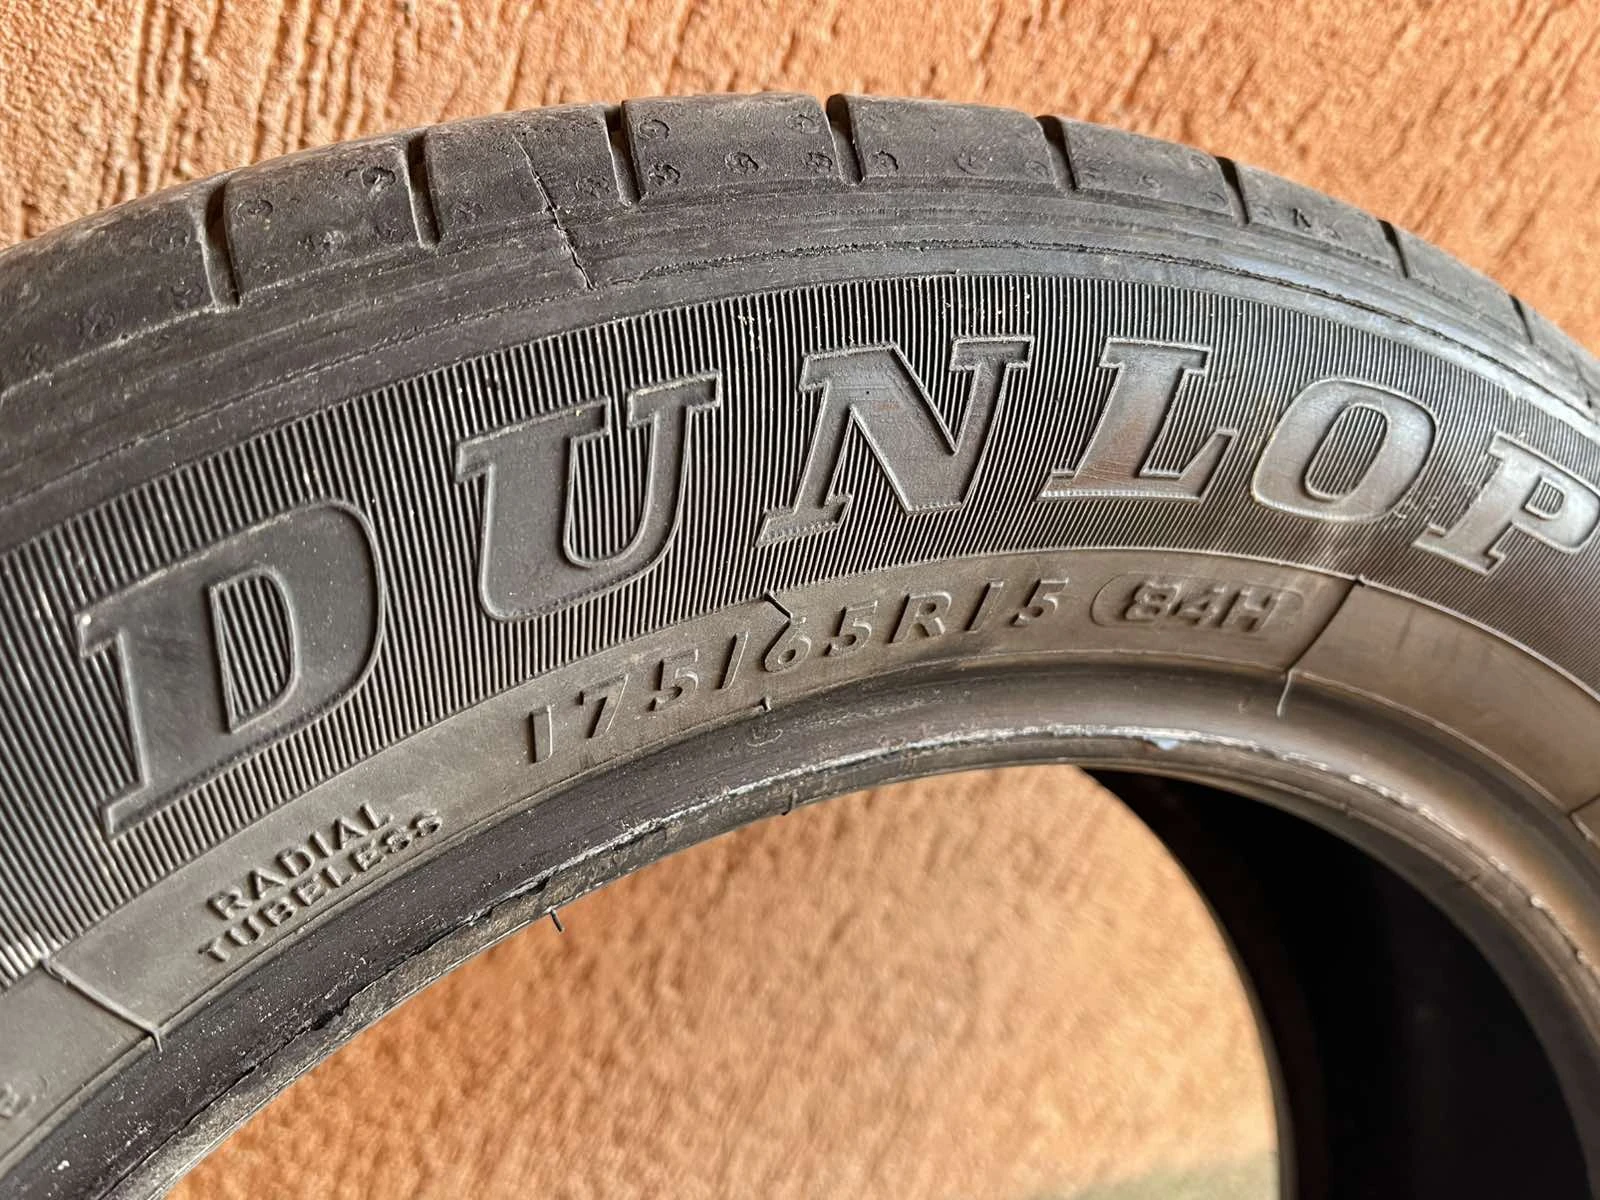 DUNLOP
175/65R15 84H
RADIAL
TUBELESS